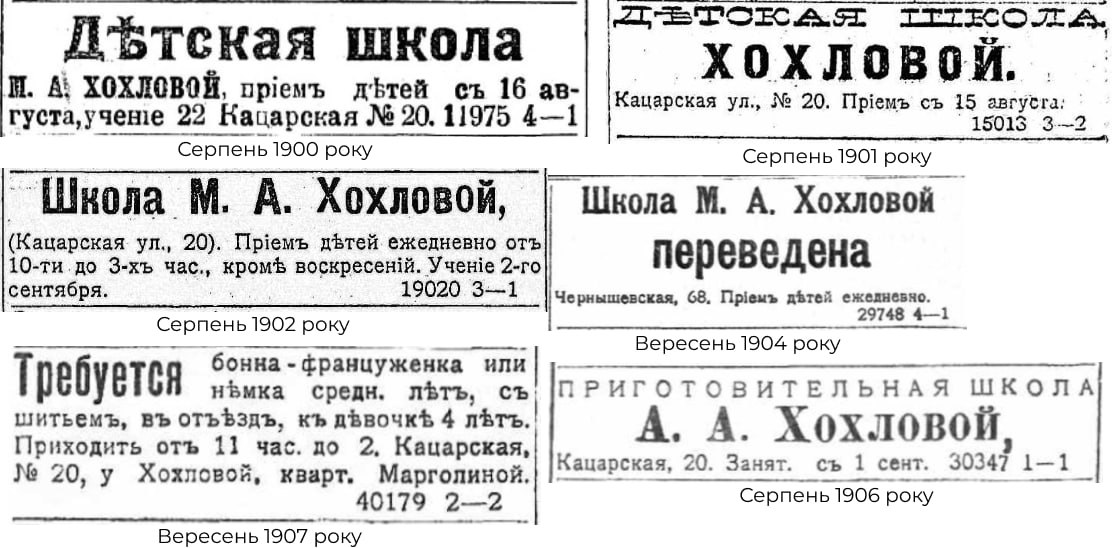 Дѣтская школа
М. А. ХОХЛОВОЙ, пріемъ дѣтей съ 16 ав-
густа, ученіе 22 Кацарская № 20. 11975 4—1
Серпень 1900 року
ДѢТСКАЯ ШКОЛА
ХОХЛОВОЙ.
Кацарская ул., № 20. Пріемъ съ 15 августа.
15013 3—2
Серпень 1901 року
Школа М. А. Хохловой,
(Кацарская ул., 20). Пріемъ дѣтей ежедневно отъ
10-ти до 3-хъ час., кромѣ воскресеній. Ученіе 2-го
сентября. 19020 3—1
Серпень 1902 року
Школа М. А. Хохловой
переведена
Чернышевская, 68. Пріемъ дѣтей ежедневно.
29748 4—1
Вересень 1904 року
Требуется бонна-француженка или
нѣмка средн. лѣтъ, съ
шитьемъ, въ отъѣздъ, къ дѣвочкѣ 4 лѣтъ.
Приходить отъ 11 час. до 2. Кацарская,
№ 20, у Хохловой, кварт. Марголиной.
40179 2—2
Вересень 1907 року
ПРИГОТОВИТЕЛЬНАЯ ШКОЛА
А. А. Хохловой,
Кацарская, 20. Занят. съ 1 сент. 30347 1—1
Серпень 1906 року